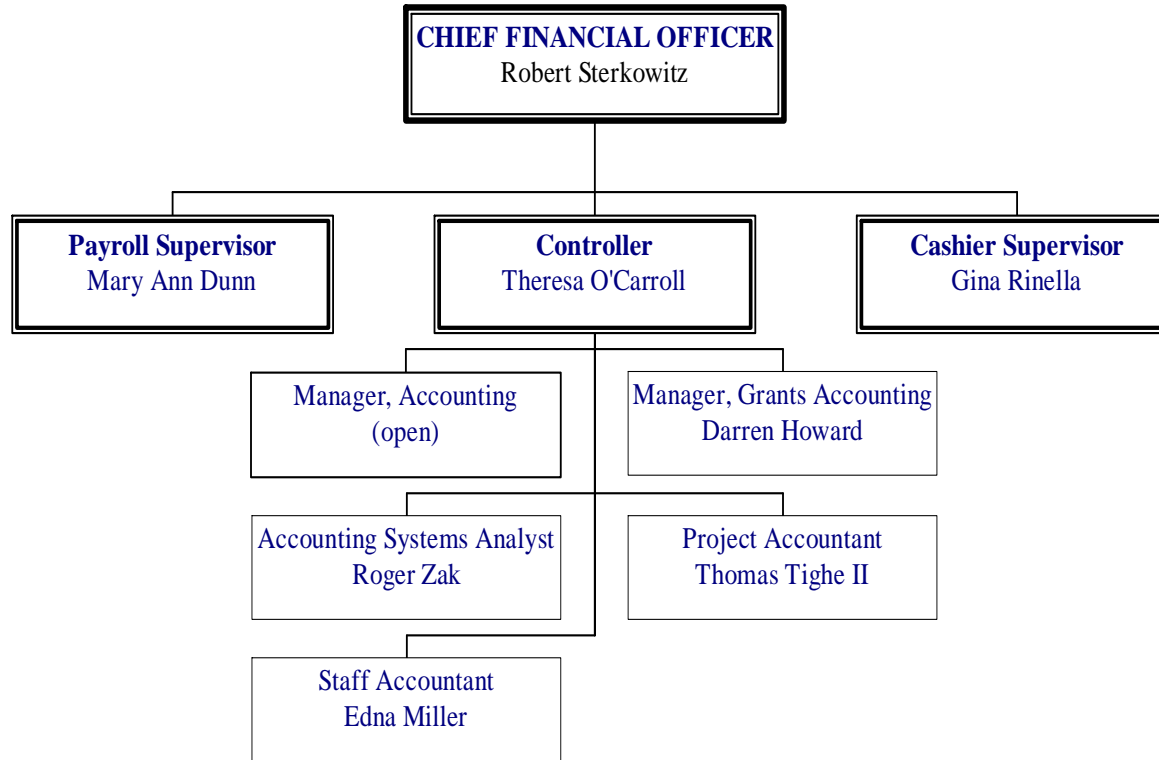 CHIEF FINANCIAL OFFICER
Robert Sterkowitz
Payroll Supervisor
Mary Ann Dunn
Controller
Theresa O'Carroll
Cashier Supervisor
Gina Rinella
Manager, Accounting
(open)
Manager, Grants Accounting
Darren Howard
Accounting Systems Analyst
Roger Zak
Project Accountant
Thomas Tighe II
Staff Accountant
Edna Miller